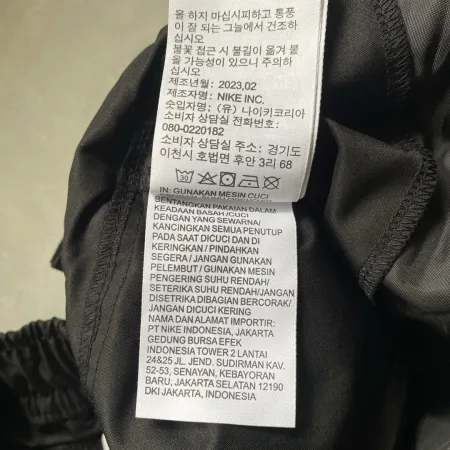 을 하지 마십시피하고 통풍
이 잘 되는 그늘에서 건조하
십시오
불꽃 접근 시 불길이 옮겨 붙
을 가능성이 있으니 주의하
십시오
제조년월: 2023,02
제조자명: NIKE INC.
숫입자명; (유) 나이키코리아
소비자 상담실 전화번호:
080-0220182
소비자 상담실 주소: 경기도
이천시 호법면 후안 3리 68
30
IN: GUNAKAN MESIN CUCI
BENTANGKAN PAKAIAN DALAM
KEADAAN BASAH /CUCI
DENGAN YANG SEWARNA/
KANCINGKAN SEMUA PENUTUP
PADA SAAT DICUCI DAN DI
KERINGKAN / PINDAHKAN
SEGERA / JANGAN GUNAKAN
PELEMBUT / GUNAKAN MESIN
PENGERING SUHU RENDAH/
SETERIKA SUHU RENDAH/JANGAN
DISETRIKA DIBAGIAN BERCORAK/
JANGAN DICUCI KERING
NAMA DAN ALAMAT IMPORTIR:
PT NIKE INDONESIA, JAKARTA
GEDUNG BURSA EFEK
INDONESIA TOWER 2 LANTAI
24&25 JL. JEND. SUDIRMAN KAV.
52-53, SENAYAN, KEBAYORAN
BARU, JAKARTA SELATAN 12190
DKI JAKARTA, INDONESIA